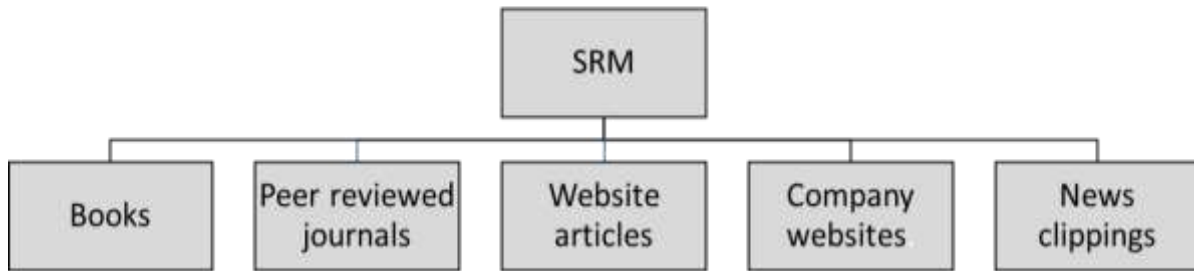 SRM
Books
Peer reviewed
journals
Website
articles
Company
websites
News
clippings